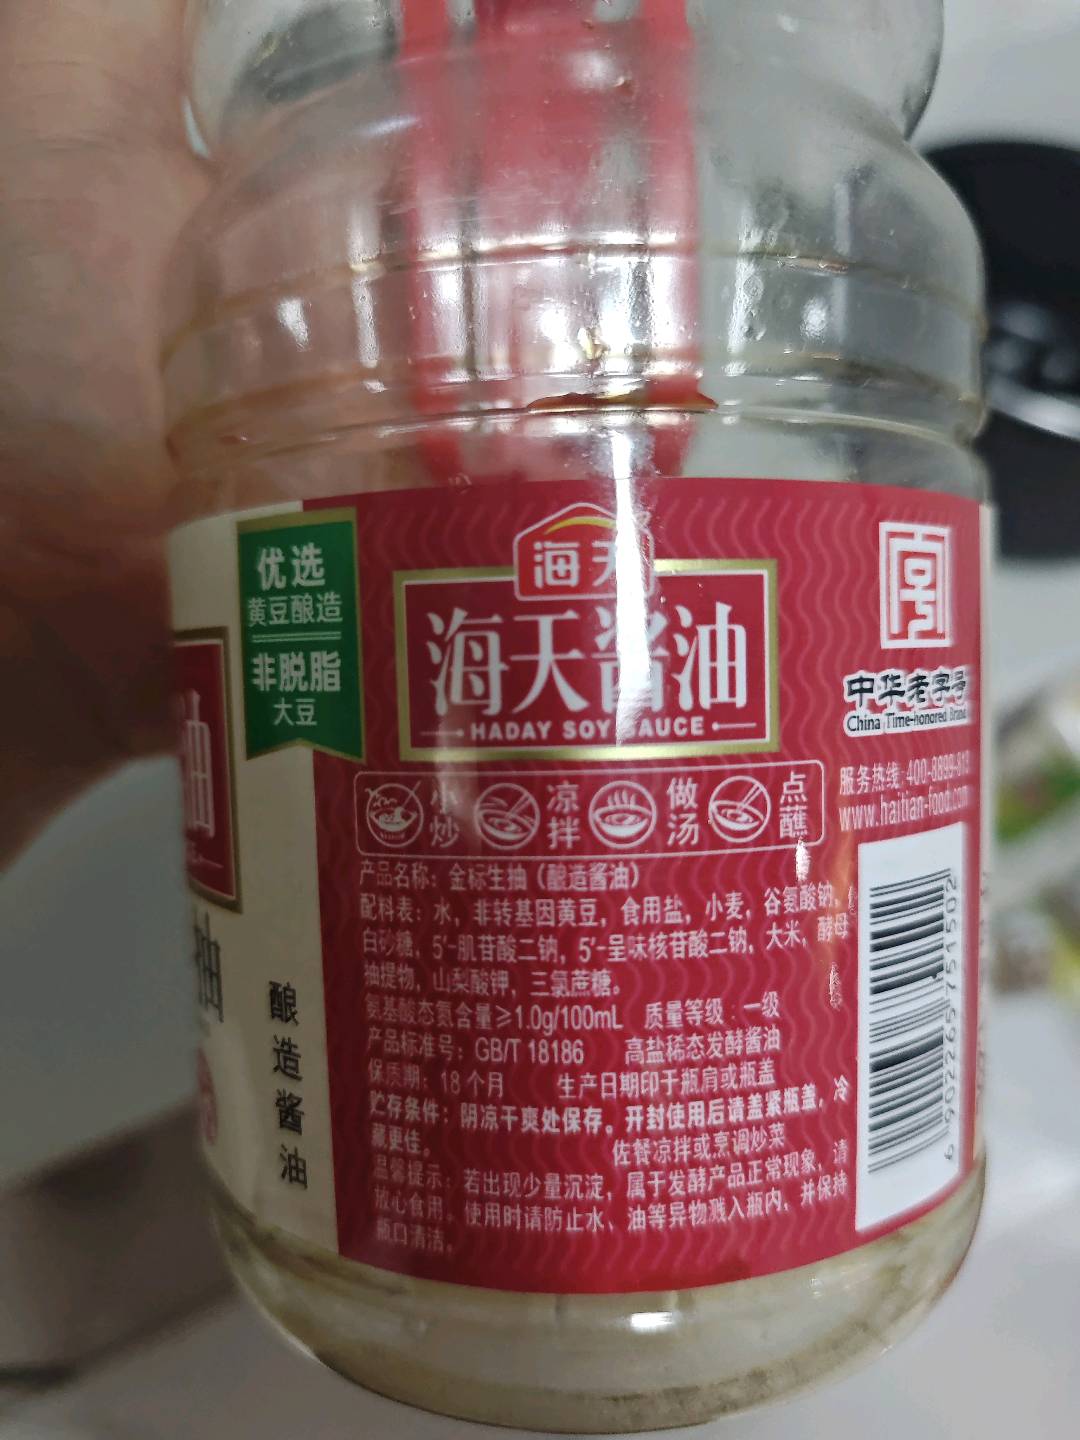 优选
黄豆酿造
非脱脂
大豆
海天
海天酱油
HADAY SOY SAUCE
中华老字号
China Time-honored Brand
小炒
凉拌
做汤
点蘸
服务热线:400-8899-813
www.haitian-food.com
产品名称：金标生抽（酿造酱油）
配料表：水，非转基因黄豆，食用盐，小麦，谷氨酸钠，
白砂糖，5′-肌苷酸二钠，5′-呈味核苷酸二钠，大米，酵母
抽提物，山梨酸钾，三氯蔗糖。
氨基酸态氮含量≥1.0g/100mL 质量等级：一级
产品标准号：GB/T 18186 高盐稀态发酵酱油
保质期：18个月 生产日期印于瓶肩或瓶盖
贮存条件：阴凉干爽处保存。开封使用后请盖紧瓶盖，冷
藏更佳。 佐餐凉拌或烹调炒菜
温馨提示：若出现少量沉淀，属于发酵产品正常现象，请
放心食用。使用时请防止水、油等异物溅入瓶内，并保持
瓶口清洁。
6 902265 751502
油
抽
酿造酱油